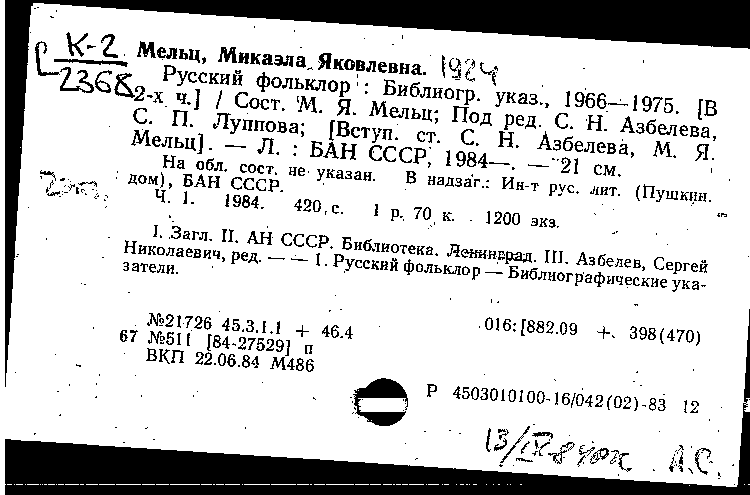 К-2
2368
Мельц, Микаэла Яковлевна. 1924
Русский фольклор : Библиогр. указ., 1966—1975. [В
2-х ч.] / Сост. М. Я. Мельц; Под ред. С. Н. Азбелева,
С. П. Луппова; [Вступ. ст. С. Н. Азбелева, М. Я.
Мельц]. — Л. : БАН СССР, 1984—. — 21 см.
На обл. сост. не указан. В надзаг.: Ин-т рус. лит. (Пушкин.
дом), БАН СССР.
Ч. 1. 1984. 420 с. 1 р. 70 к. 1200 экз.
I. Загл. II. АН СССР. Библиотека. Ленинград. III. Азбелев, Сергей
Николаевич, ред. — — 1. Русский фольклор — Библиографические ука-
затели.
№21726 45.3.1.1 + 46.4 016:[882.09 + 398(470)
67 №511 [84-27529] п
ВКП 22.06.84 М486
Р 4503010100-16/042(02)-83 12
13/IX-84 А.С.